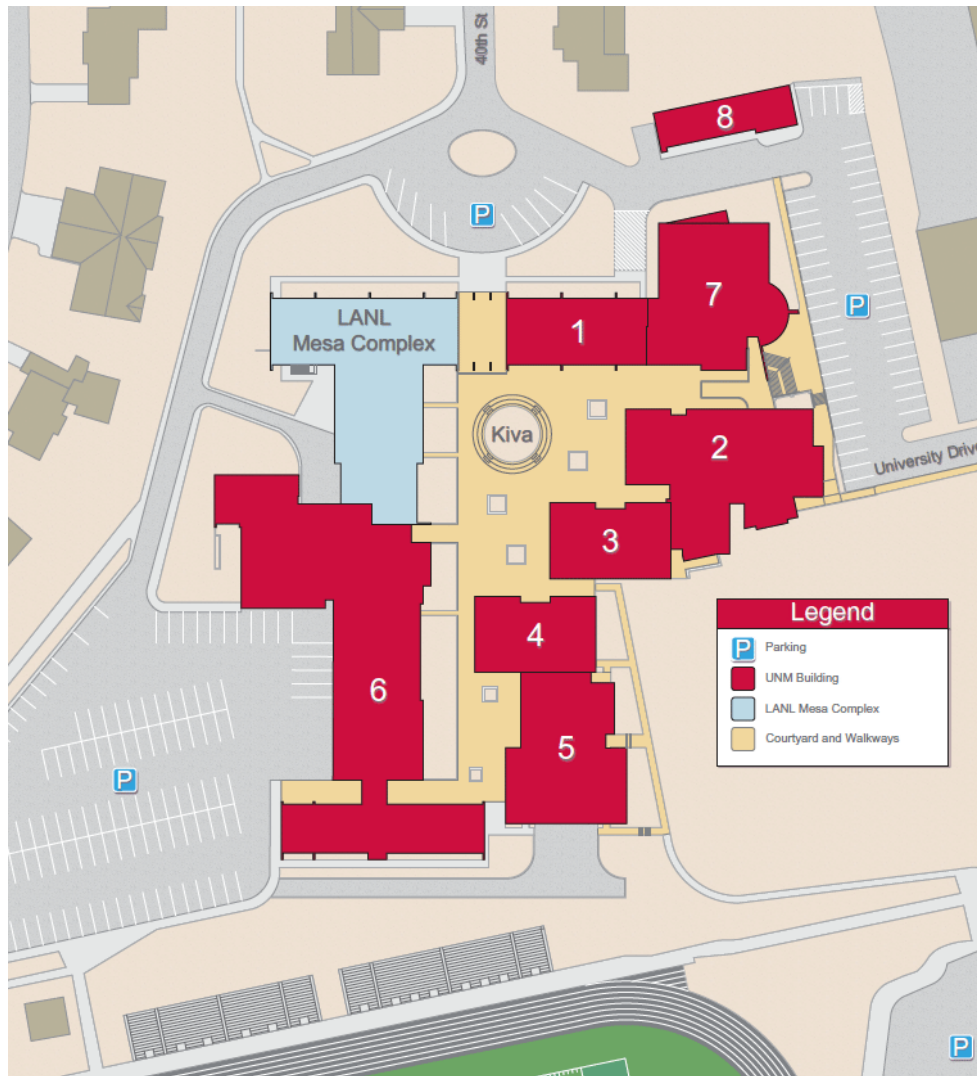 40th St
8
P
7
P
LANL
Mesa Complex
1
Kiva
2
University Drive
3
4
6
5
P
Legend
P Parking
UNM Building
LANL Mesa Complex
Courtyard and Walkways
P